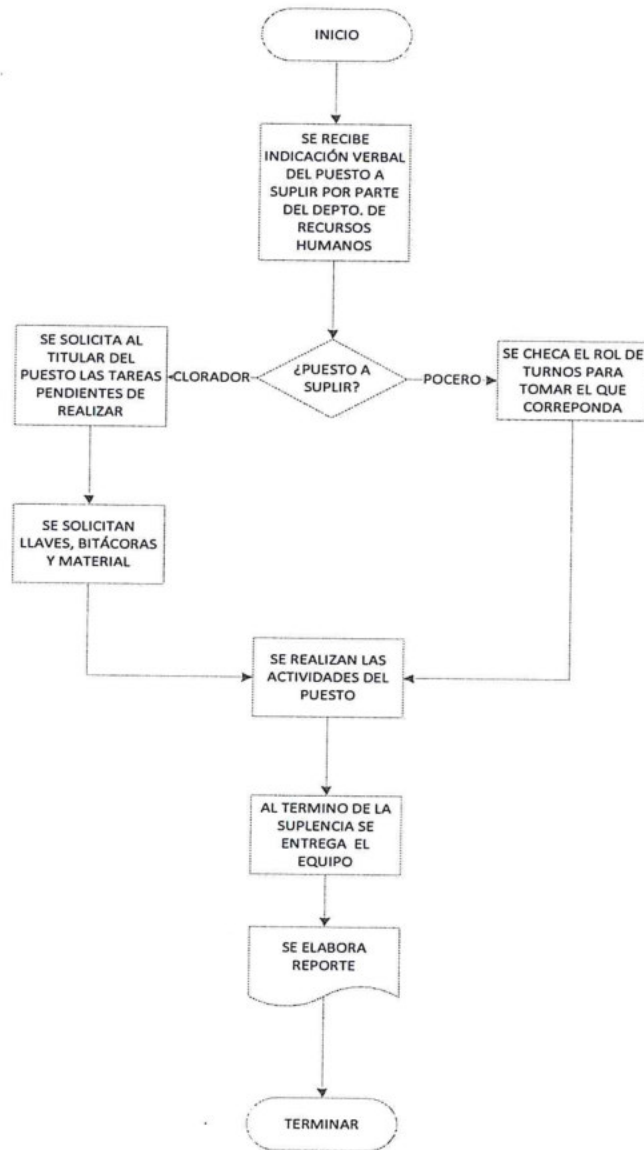 INICIO
SE RECIBE
INDICACIÓN VERBAL
DEL PUESTO A
SUPLIR POR PARTE
DEL DEPTO. DE
RECURSOS
HUMANOS
¿PUESTO A
SUPLIR?
CLORADOR
POCERO
SE SOLICITA AL
TITULAR DEL
PUESTO LAS TAREAS
PENDIENTES DE
REALIZAR
SE CHECA EL ROL DE
TURNOS PARA
TOMAR EL QUE
CORREPONDA
SE SOLICITAN
LLAVES, BITÁCORAS
Y MATERIAL
SE REALIZAN LAS
ACTIVIDADES DEL
PUESTO
AL TERMINO DE LA
SUPLENCIA SE
ENTREGA EL
EQUIPO
SE ELABORA
REPORTE
TERMINAR